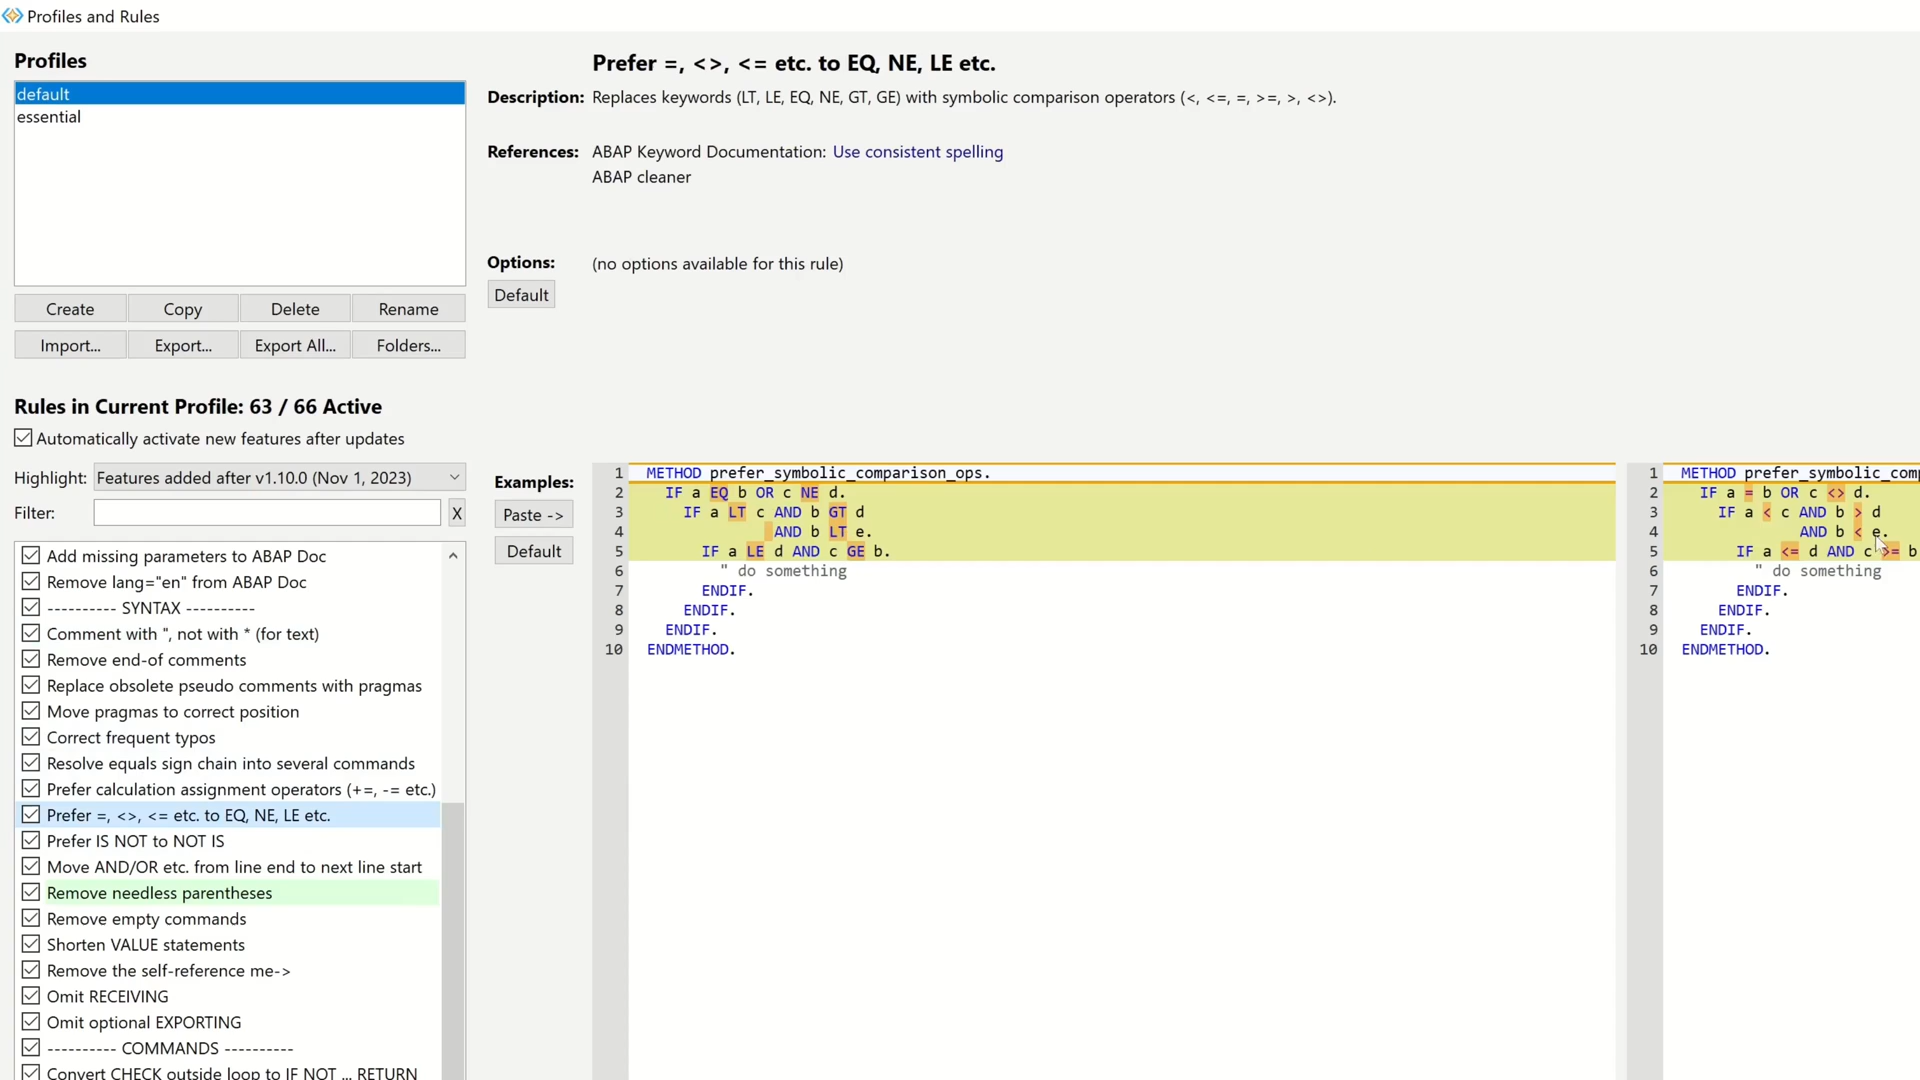 Profiles and Rules
Profiles
default
essential
Create Copy Delete Rename
Import... Export... Export All... Folders...
Rules in Current Profile: 63 / 66 Active
Automatically activate new features after updates
Highlight: Features added after v1.10.0 (Nov 1, 2023)
Filter: X
Add missing parameters to ABAP Doc
Remove lang="en" from ABAP Doc
---------- SYNTAX ----------
Comment with ", not with * (for text)
Remove end-of comments
Replace obsolete pseudo comments with pragmas
Move pragmas to correct position
Correct frequent typos
Resolve equals sign chain into several commands
Prefer calculation assignment operators (+=, -= etc.)
Prefer =, <>, <= etc. to EQ, NE, LE etc.
Prefer IS NOT to NOT IS
Move AND/OR etc. from line end to next line start
Remove needless parentheses
Remove empty commands
Shorten VALUE statements
Remove the self-reference me->
Omit RECEIVING
Omit optional EXPORTING
---------- COMMANDS ----------
Convert CHECK outside loop to IF NOT ... RETURN
Prefer =, <>, <= etc. to EQ, NE, LE etc.
Description: Replaces keywords (LT, LE, EQ, NE, GT, GE) with symbolic comparison operators (<, <=, =, >=, >, <>).
References: ABAP Keyword Documentation: Use consistent spelling
ABAP cleaner
Options: (no options available for this rule)
Default
Examples:
Paste ->
Default
1 METHOD prefer_symbolic_comparison_ops.
2 IF a EQ b OR c NE d.
3 IF a LT c AND b GT d
4 AND b LT e.
5 IF a LE d AND c GE b.
6 " do something
7 ENDIF.
8 ENDIF.
9 ENDIF.
10 ENDMETHOD.
1 METHOD prefer_symbolic_comp
2 IF a = b OR c <> d.
3 IF a < c AND b > d
4 AND b < e.
5 IF a <= d AND c >= b
6 " do something
7 ENDIF.
8 ENDIF.
9 ENDIF.
10 ENDMETHOD.